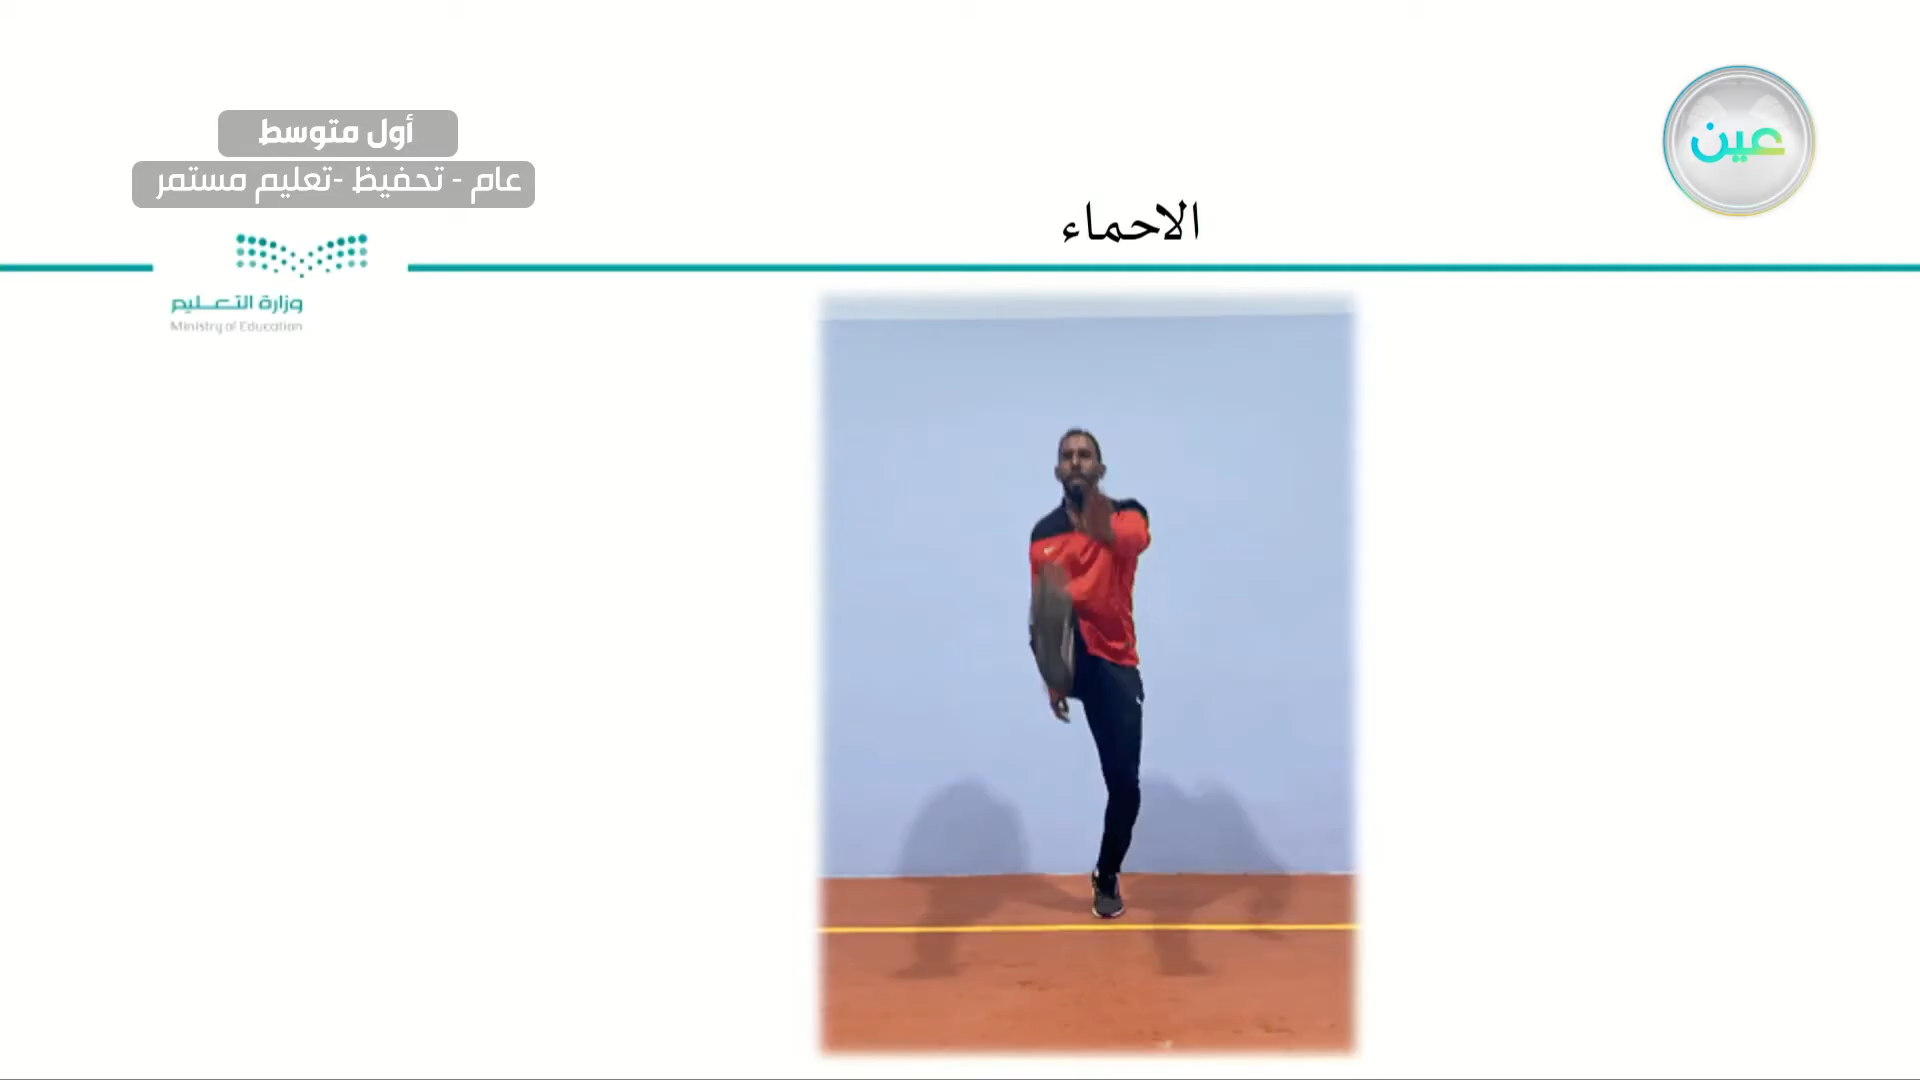 أول متوسط
عام - تحفيظ -تعليم مستمر
عين
الاحماء
وزارة التعليم
Ministry of Education